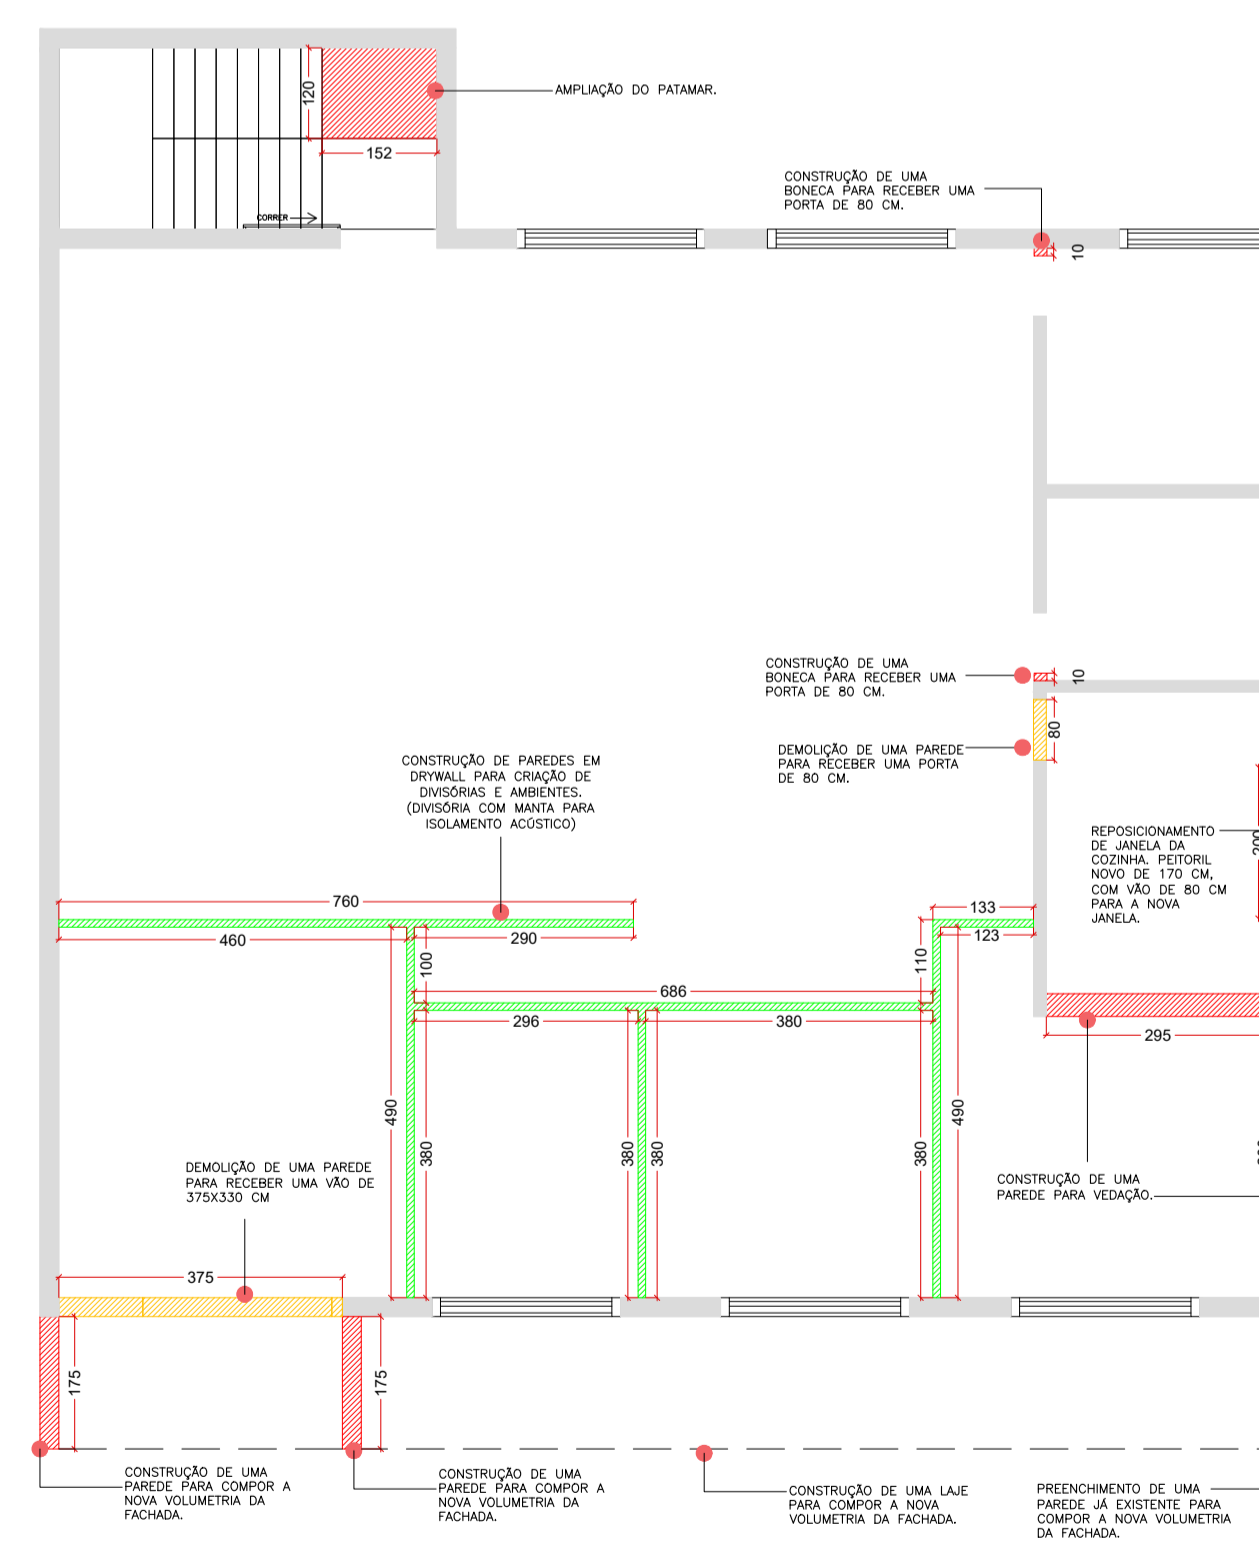 120
152
AMPLIAÇÃO DO PATAMAR.
CORRER
CONSTRUÇÃO DE UMA
BONECA PARA RECEBER UMA
PORTA DE 80 CM.
10
CONSTRUÇÃO DE UMA
BONECA PARA RECEBER UMA
PORTA DE 80 CM.
10
DEMOLIÇÃO DE UMA PAREDE
PARA RECEBER UMA PORTA
DE 80 CM.
80
CONSTRUÇÃO DE PAREDES EM
DRYWALL PARA CRIAÇÃO DE
DIVISÓRIAS E AMBIENTES.
(DIVISÓRIA COM MANTA PARA
ISOLAMENTO ACÚSTICO)
REPOSICIONAMENTO
DE JANELA DA
COZINHA. PEITORIL
NOVO DE 170 CM,
COM VÃO DE 80 CM
PARA A NOVA
JANELA.
200
760
460
290
100
133
123
110
686
296
380
295
490
380
380
380
380
490
CONSTRUÇÃO DE UMA
PAREDE PARA VEDAÇÃO.
DEMOLIÇÃO DE UMA PAREDE
PARA RECEBER UMA VÃO DE
375X330 CM
375
175
175
CONSTRUÇÃO DE UMA
PAREDE PARA COMPOR A
NOVA VOLUMETRIA DA
FACHADA.
CONSTRUÇÃO DE UMA
PAREDE PARA COMPOR A
NOVA VOLUMETRIA DA
FACHADA.
CONSTRUÇÃO DE UMA LAJE
PARA COMPOR A NOVA
VOLUMETRIA DA FACHADA.
PREENCHIMENTO DE UMA
PAREDE JÁ EXISTENTE PARA
COMPOR A NOVA VOLUMETRIA
DA FACHADA.